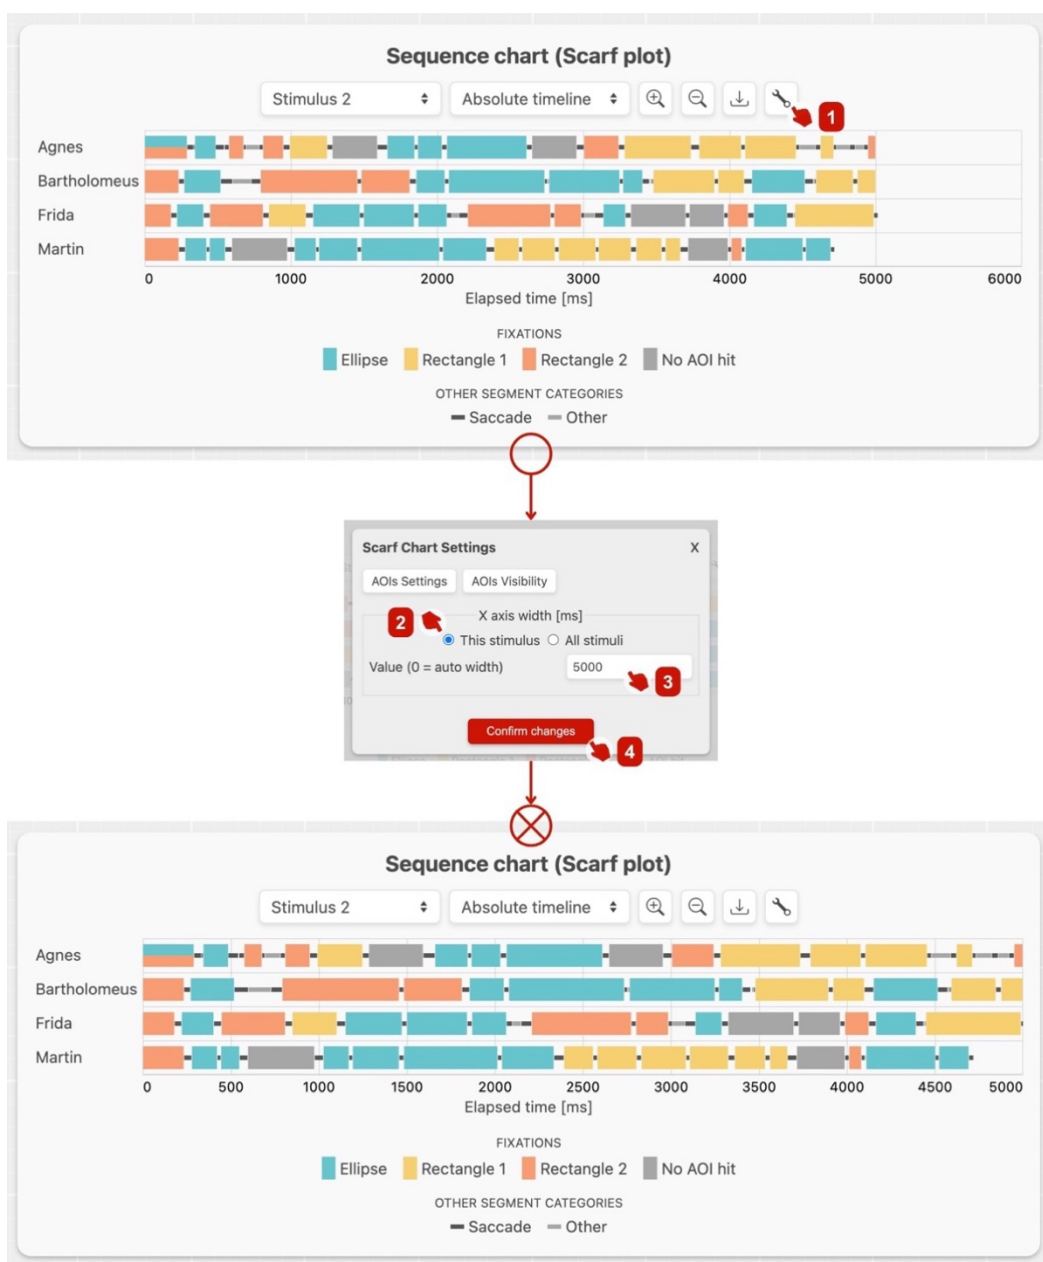 Sequence chart (Scarf plot)
Stimulus 2 Absolute timeline
1
Agnes
Bartholomeus
Frida
Martin
0 1000 2000 3000 4000 5000 6000
Elapsed time [ms]
FIXATIONS
Ellipse Rectangle 1 Rectangle 2 No AOI hit
OTHER SEGMENT CATEGORIES
Saccade Other
Scarf Chart Settings X
AOIs Settings AOIs Visibility
2
X axis width [ms]
This stimulus All stimuli
Value (0 = auto width) 5000
3
Confirm changes
4
Sequence chart (Scarf plot)
Stimulus 2 Absolute timeline
Agnes
Bartholomeus
Frida
Martin
0 500 1000 1500 2000 2500 3000 3500 4000 4500 5000
Elapsed time [ms]
FIXATIONS
Ellipse Rectangle 1 Rectangle 2 No AOI hit
OTHER SEGMENT CATEGORIES
Saccade Other